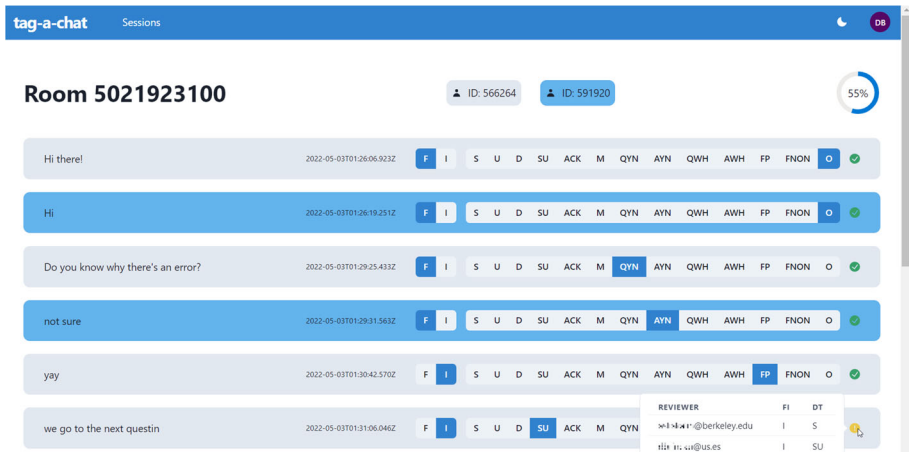 tag-a-chat Sessions DB
Room 5021923100 ID: 566264 ID: 591920 55%
Hi there! 2022-05-03T01:26:06.923Z F I S U D SU ACK M QYN AYN QWH AWH FP FNON O
Hi 2022-05-03T01:26:19.251Z F I S U D SU ACK M QYN AYN QWH AWH FP FNON O
Do you know why there's an error? 2022-05-03T01:29:25.433Z F I S U D SU ACK M QYN AYN QWH AWH FP FNON O
not sure 2022-05-03T01:29:31.563Z F I S U D SU ACK M QYN AYN QWH AWH FP FNON O
yay 2022-05-03T01:30:42.570Z F I S U D SU ACK M QYN AYN QWH AWH FP FNON O
REVIEWER FI DT
we go to the next questin 2022-05-03T01:31:06.046Z F I S U D SU ACK M QYN @berkeley.edu I S
@us.es I SU